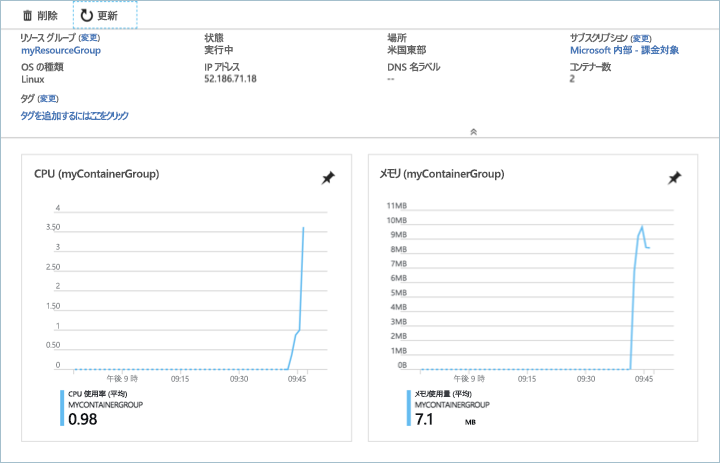 削除 更新
リソース グループ (変更) 状態 場所 サブスクリプション (変更)
myResourceGroup 実行中 米国東部 Microsoft 内部 - 課金対象
OS の種類 IP アドレス DNS 名ラベル コンテナー数
Linux 52.186.71.18 -- 2
タグ (変更)
タグを追加するにはここをクリック
CPU (myContainerGroup)
4
3.50
3
2.50
2
1.50
1
0.50
0
午後 9 時 09:15 09:30 09:45
CPU 使用率 (平均)
MYCONTAINERGROUP
0.98
メモリ (myContainerGroup)
11MB
10MB
9MB
8MB
7MB
6MB
5MB
4MB
3MB
2MB
1MB
0B
午後 9 時 09:15 09:30 09:45
メモリ使用量 (平均)
MYCONTAINERGROUP
7.1 MB